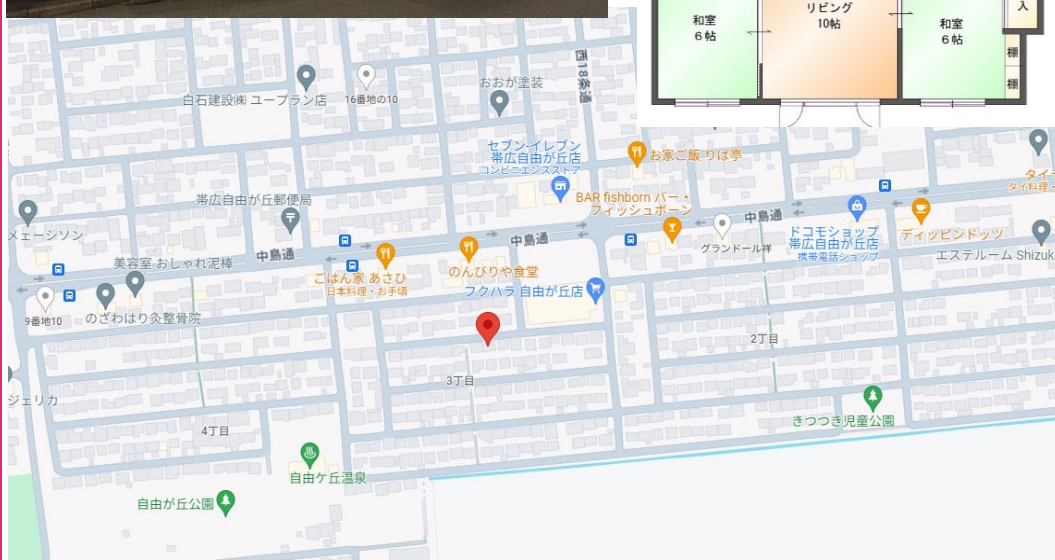 和室
6帖
リビング
10帖
和室
6帖
入
棚
棚
西18条通
おおが塗装
白石建設㈱ ユープラン店
16番地の10
セブン-イレブン
帯広自由が丘店
コンビニエンスストア
お家ご飯 りは亭
帯広自由が丘郵便局
BAR fishborn バー・
フィッシュボーン
メェーシソン
中島通
中島通
中島通
グランドール祥
ドコモショップ
帯広自由が丘店
携帯電話ショップ
ディッピンドッツ
タイ料理・
エステルーム Shizuk
美容室 おしゃれ泥棒
ごはん家 あさひ
日本料理・お手頃
のんびりや食堂
フクハラ 自由が丘店
9番地10
のざわはり灸整骨院
2丁目
3丁目
ジェリカ
4丁目
きつつき児童公園
自由ケ丘温泉
自由が丘公園